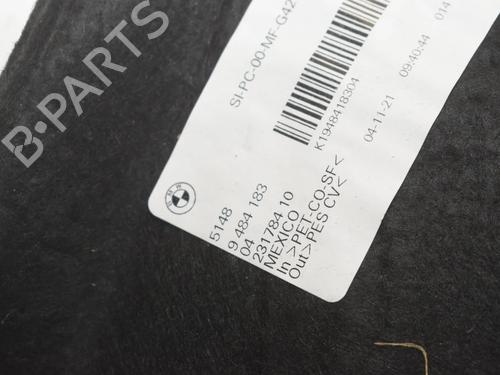 B-PARTS
SI-PC-00-MF-G42
K1948418304
04-11-21 09:40:44 014
BMW
5148
9 484 183
04
231784 10
MEXICO
In >PET-CO,SF<
Out>PES CV<